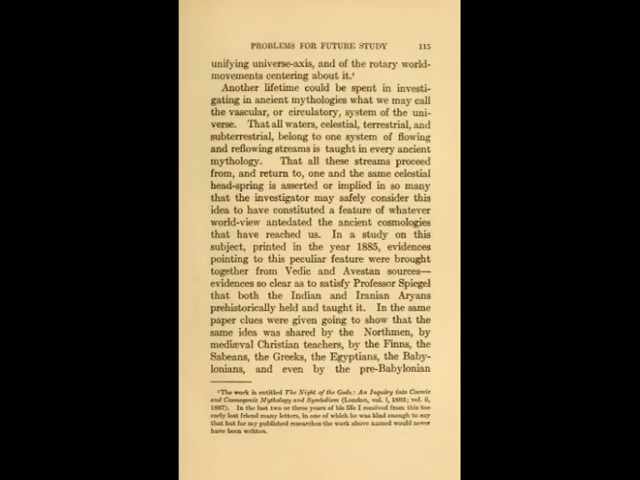 PROBLEMS FOR FUTURE STUDY 115
unifying universe-axis, and of the rotary world-
movements centering about it.¹
Another lifetime could be spent in investi-
gating in ancient mythologies what we may call
the vascular, or circulatory, system of the uni-
verse. That all waters, celestial, terrestrial, and
subterrestrial, belong to one system of flowing
and reflowing streams is taught in every ancient
mythology. That all these streams proceed
from, and return to, one and the same celestial
head-spring is asserted or implied in so many
that the investigator may safely consider this
idea to have constituted a feature of whatever
world-view antedated the ancient cosmologies
that have reached us. In a study on this
subject, printed in the year 1885, evidences
pointing to this peculiar feature were brought
together from Vedic and Avestan sources—
evidences so clear as to satisfy Professor Spiegel
that both the Indian and Iranian Aryans
prehistorically held and taught it. In the same
paper clues were given going to show that the
same idea was shared by the Northmen, by
mediæval Christian teachers, by the Finns, the
Sabeans, the Greeks, the Egyptians, the Baby-
lonians, and even by the pre-Babylonian
¹The work is entitled The Night of the Gods: An Inquiry into Cosmic
and Cosmogonic Mythology and Symbolism (London, vol. i, 1893; vol. ii,
1897). In the last two or three years of his life I received from this too
early lost friend many letters, in one of which he was kind enough to say
that but for my published researches the work above named would never
have been written.